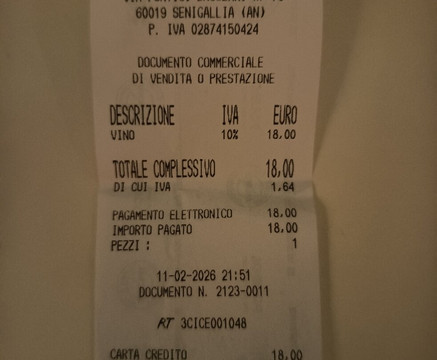 60019 SENIGALLIA (AN)
P. IVA 02874150424
DOCUMENTO COMMERCIALE
DI VENDITA O PRESTAZIONE
DESCRIZIONE IVA EURO
VINO 10% 18,00
TOTALE COMPLESSIVO 18,00
DI CUI IVA 1,64
PAGAMENTO ELETTRONICO 18,00
IMPORTO PAGATO 18,00
PEZZI : 1
11-02-2026 21:51
DOCUMENTO N. 2123-0011
RT 3CICE001048
CARTA CREDITO 18,00